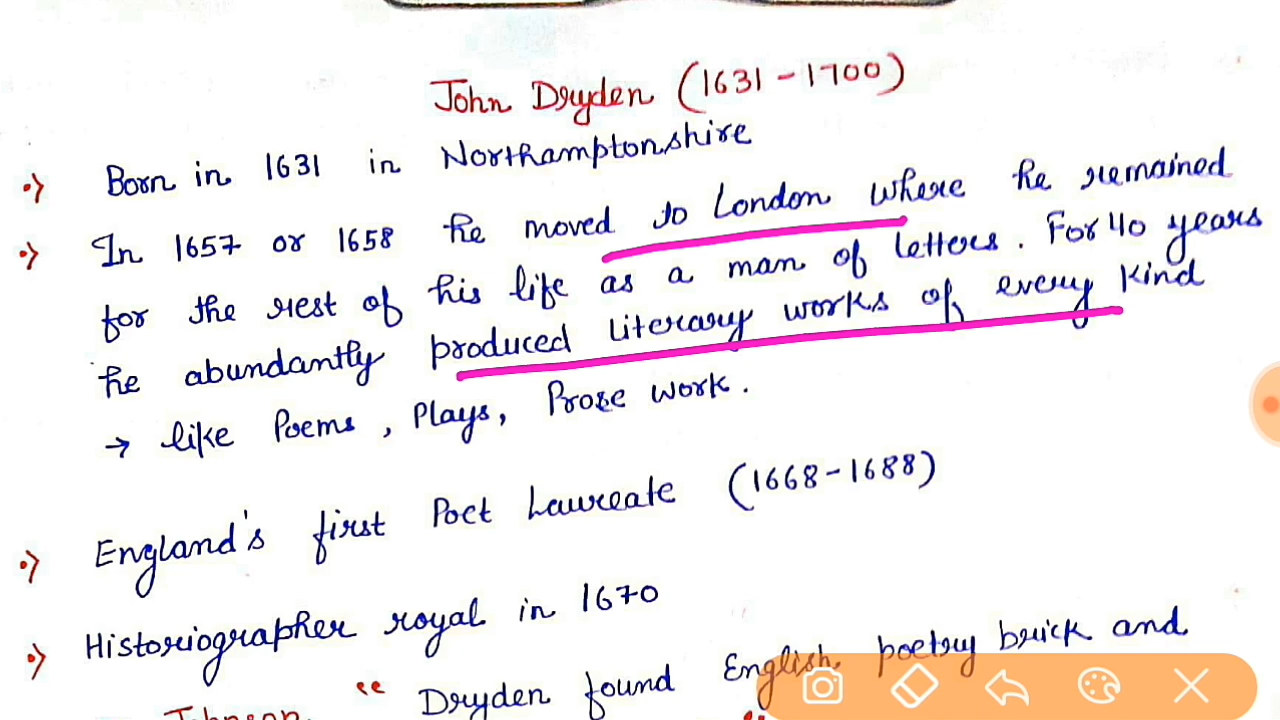 John Dryden (1631-1700)
Born in 1631 in Northamptonshire
In 1657 or 1658 he moved to London where he remained
for the rest of his life as a man of letters. For 40 years
he abundantly produced literary works of every kind
→ like Poems, Plays, Prose work.
England's first Poet Laureate (1668-1688)
Historiographer royal in 1670
Johnson "Dryden found English poetry brick and